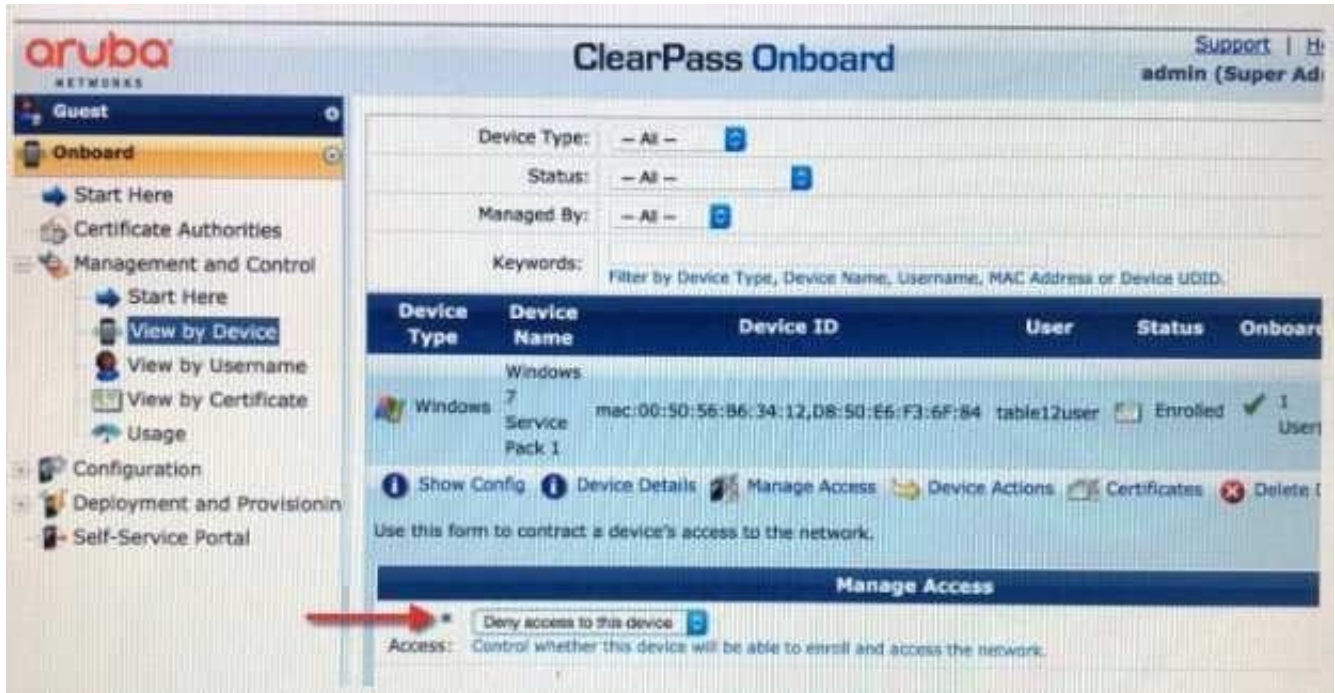 aruba
NETWORKS
ClearPass Onboard
Support |
admin (Super
Guest
Onboard
Start Here
Certificate Authorities
Management and Control
Start Here
View by Device
View by Username
View by Certificate
Usage
Configuration
Deployment and Provisionin
Self-Service Portal
Device Type: – All –
Status: – All –
Managed By: – All –
Keywords:
Filter by Device Type, Device Name, Username, MAC Address or Device UDID.
Device Type Device Name Device ID User Status Onboar
Windows Windows 7 Service Pack 1 mac:00:50:56:B6:34:12,D8:50:E6:F3:6F:84 table12user Enrolled 1 User
Show Config Device Details Manage Access Device Actions Certificates Delete
Use this form to contract a device's access to the network.
Manage Access
* Access: Deny access to this device
Control whether this device will be able to enroll and access the network.